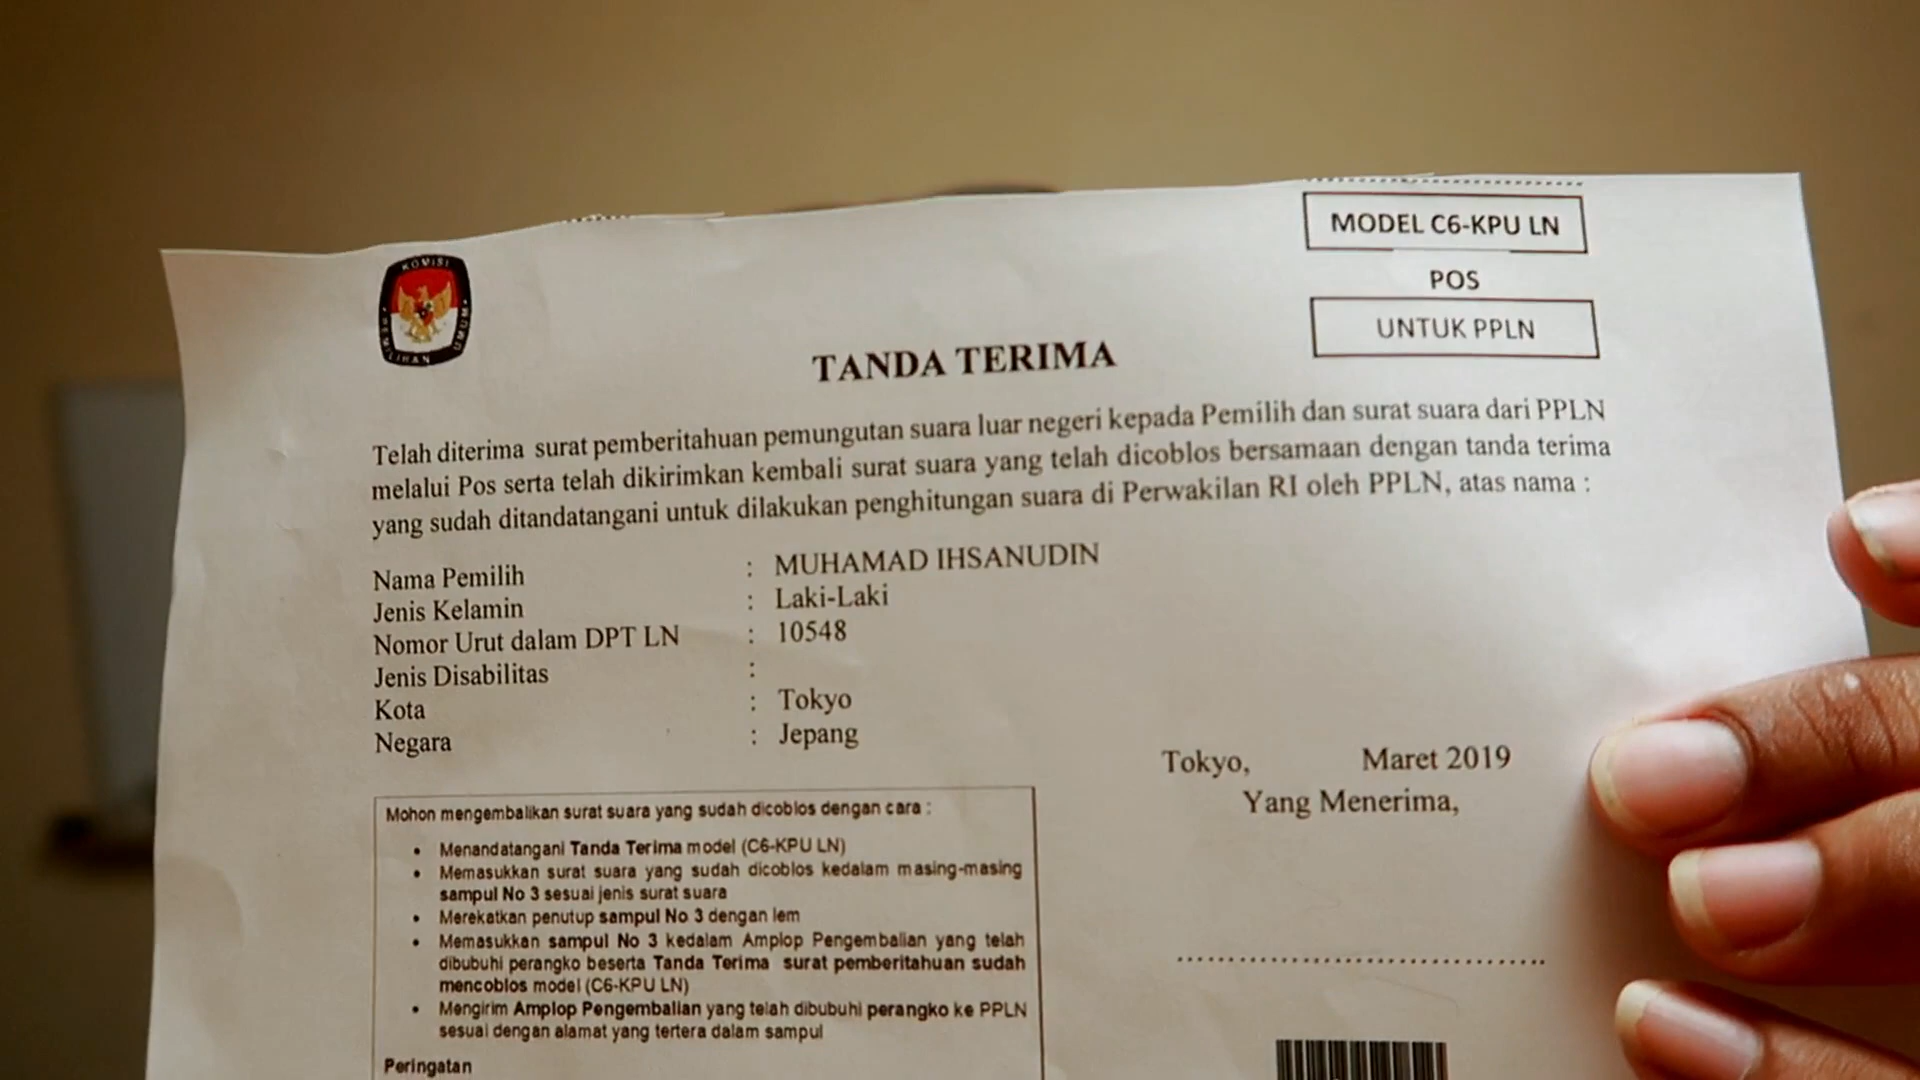 KOMISI
PEMILIHAN UMUM
MODEL C6-KPU LN
POS
UNTUK PPLN
TANDA TERIMA
Telah diterima surat pemberitahuan pemungutan suara luar negeri kepada Pemilih dan surat suara dari PPLN
melalui Pos serta telah dikirimkan kembali surat suara yang telah dicoblos bersamaan dengan tanda terima
yang sudah ditandatangani untuk dilakukan penghitungan suara di Perwakilan RI oleh PPLN, atas nama :
Nama Pemilih : MUHAMAD IHSANUDIN
Jenis Kelamin : Laki-Laki
Nomor Urut dalam DPT LN : 10548
Jenis Disabilitas :
Kota : Tokyo
Negara : Jepang
Tokyo, Maret 2019
Yang Menerima,
Mohon mengembalikan surat suara yang sudah dicoblos dengan cara :
• Menandatangani Tanda Terima model (C6-KPU LN)
• Memasukkan surat suara yang sudah dicoblos kedalam masing-masing
sampul No 3 sesuai jenis surat suara
• Merekatkan penutup sampul No 3 dengan lem
• Memasukkan sampul No 3 kedalam Amplop Pengembalian yang telah
dibubuhi perangko beserta Tanda Terima surat pemberitahuan sudah
mencoblos model (C6-KPU LN)
• Mengirim Amplop Pengembalian yang telah dibubuhi perangko ke PPLN
sesuai dengan alamat yang tertera dalam sampul
Peringatan